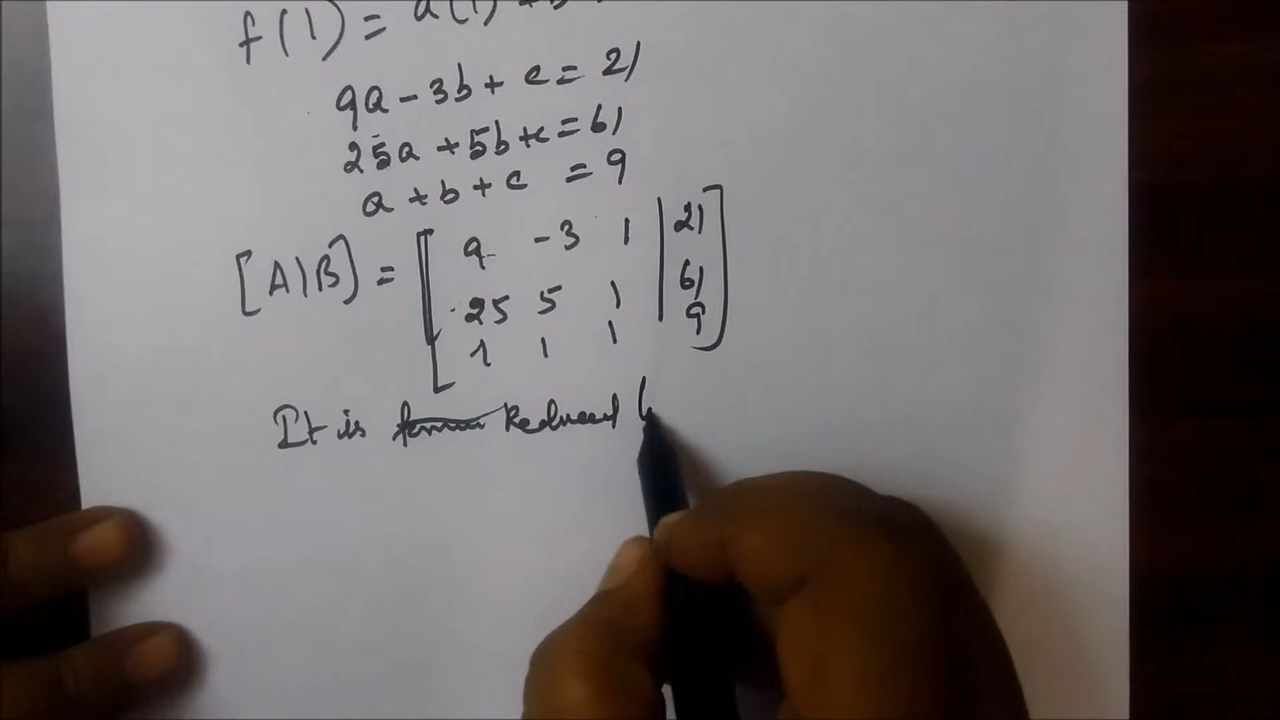 f(1) = a(1) + b
9a - 3b + c = 21
25a + 5b + c = 61
a + b + c = 9
[A|B] = [ 9 -3 1 | 21 ]
25 5 1 | 61
1 1 1 9
It is Reduced